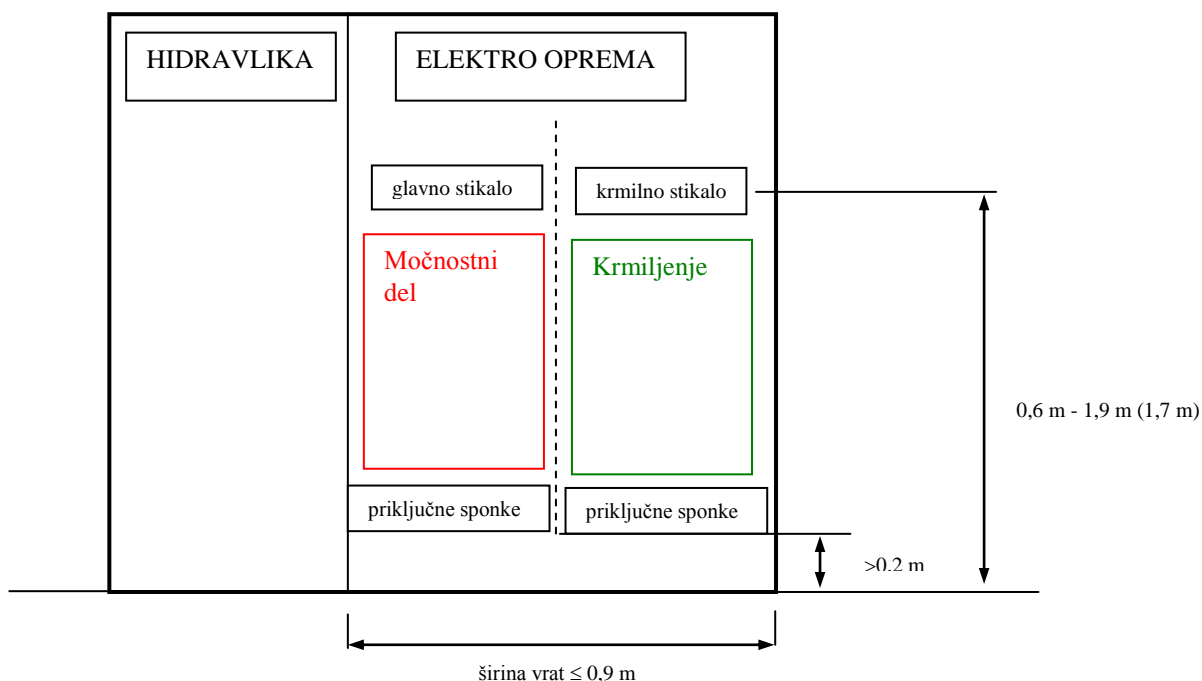 HIDRAVLIKA
ELEKTRO OPREMA
glavno stikalo
krmilno stikalo
Močnostni
del
Krmiljenje
0,6 m - 1,9 m (1,7 m)
priključne sponke
priključne sponke
>0.2 m
širina vrat ≤ 0,9 m